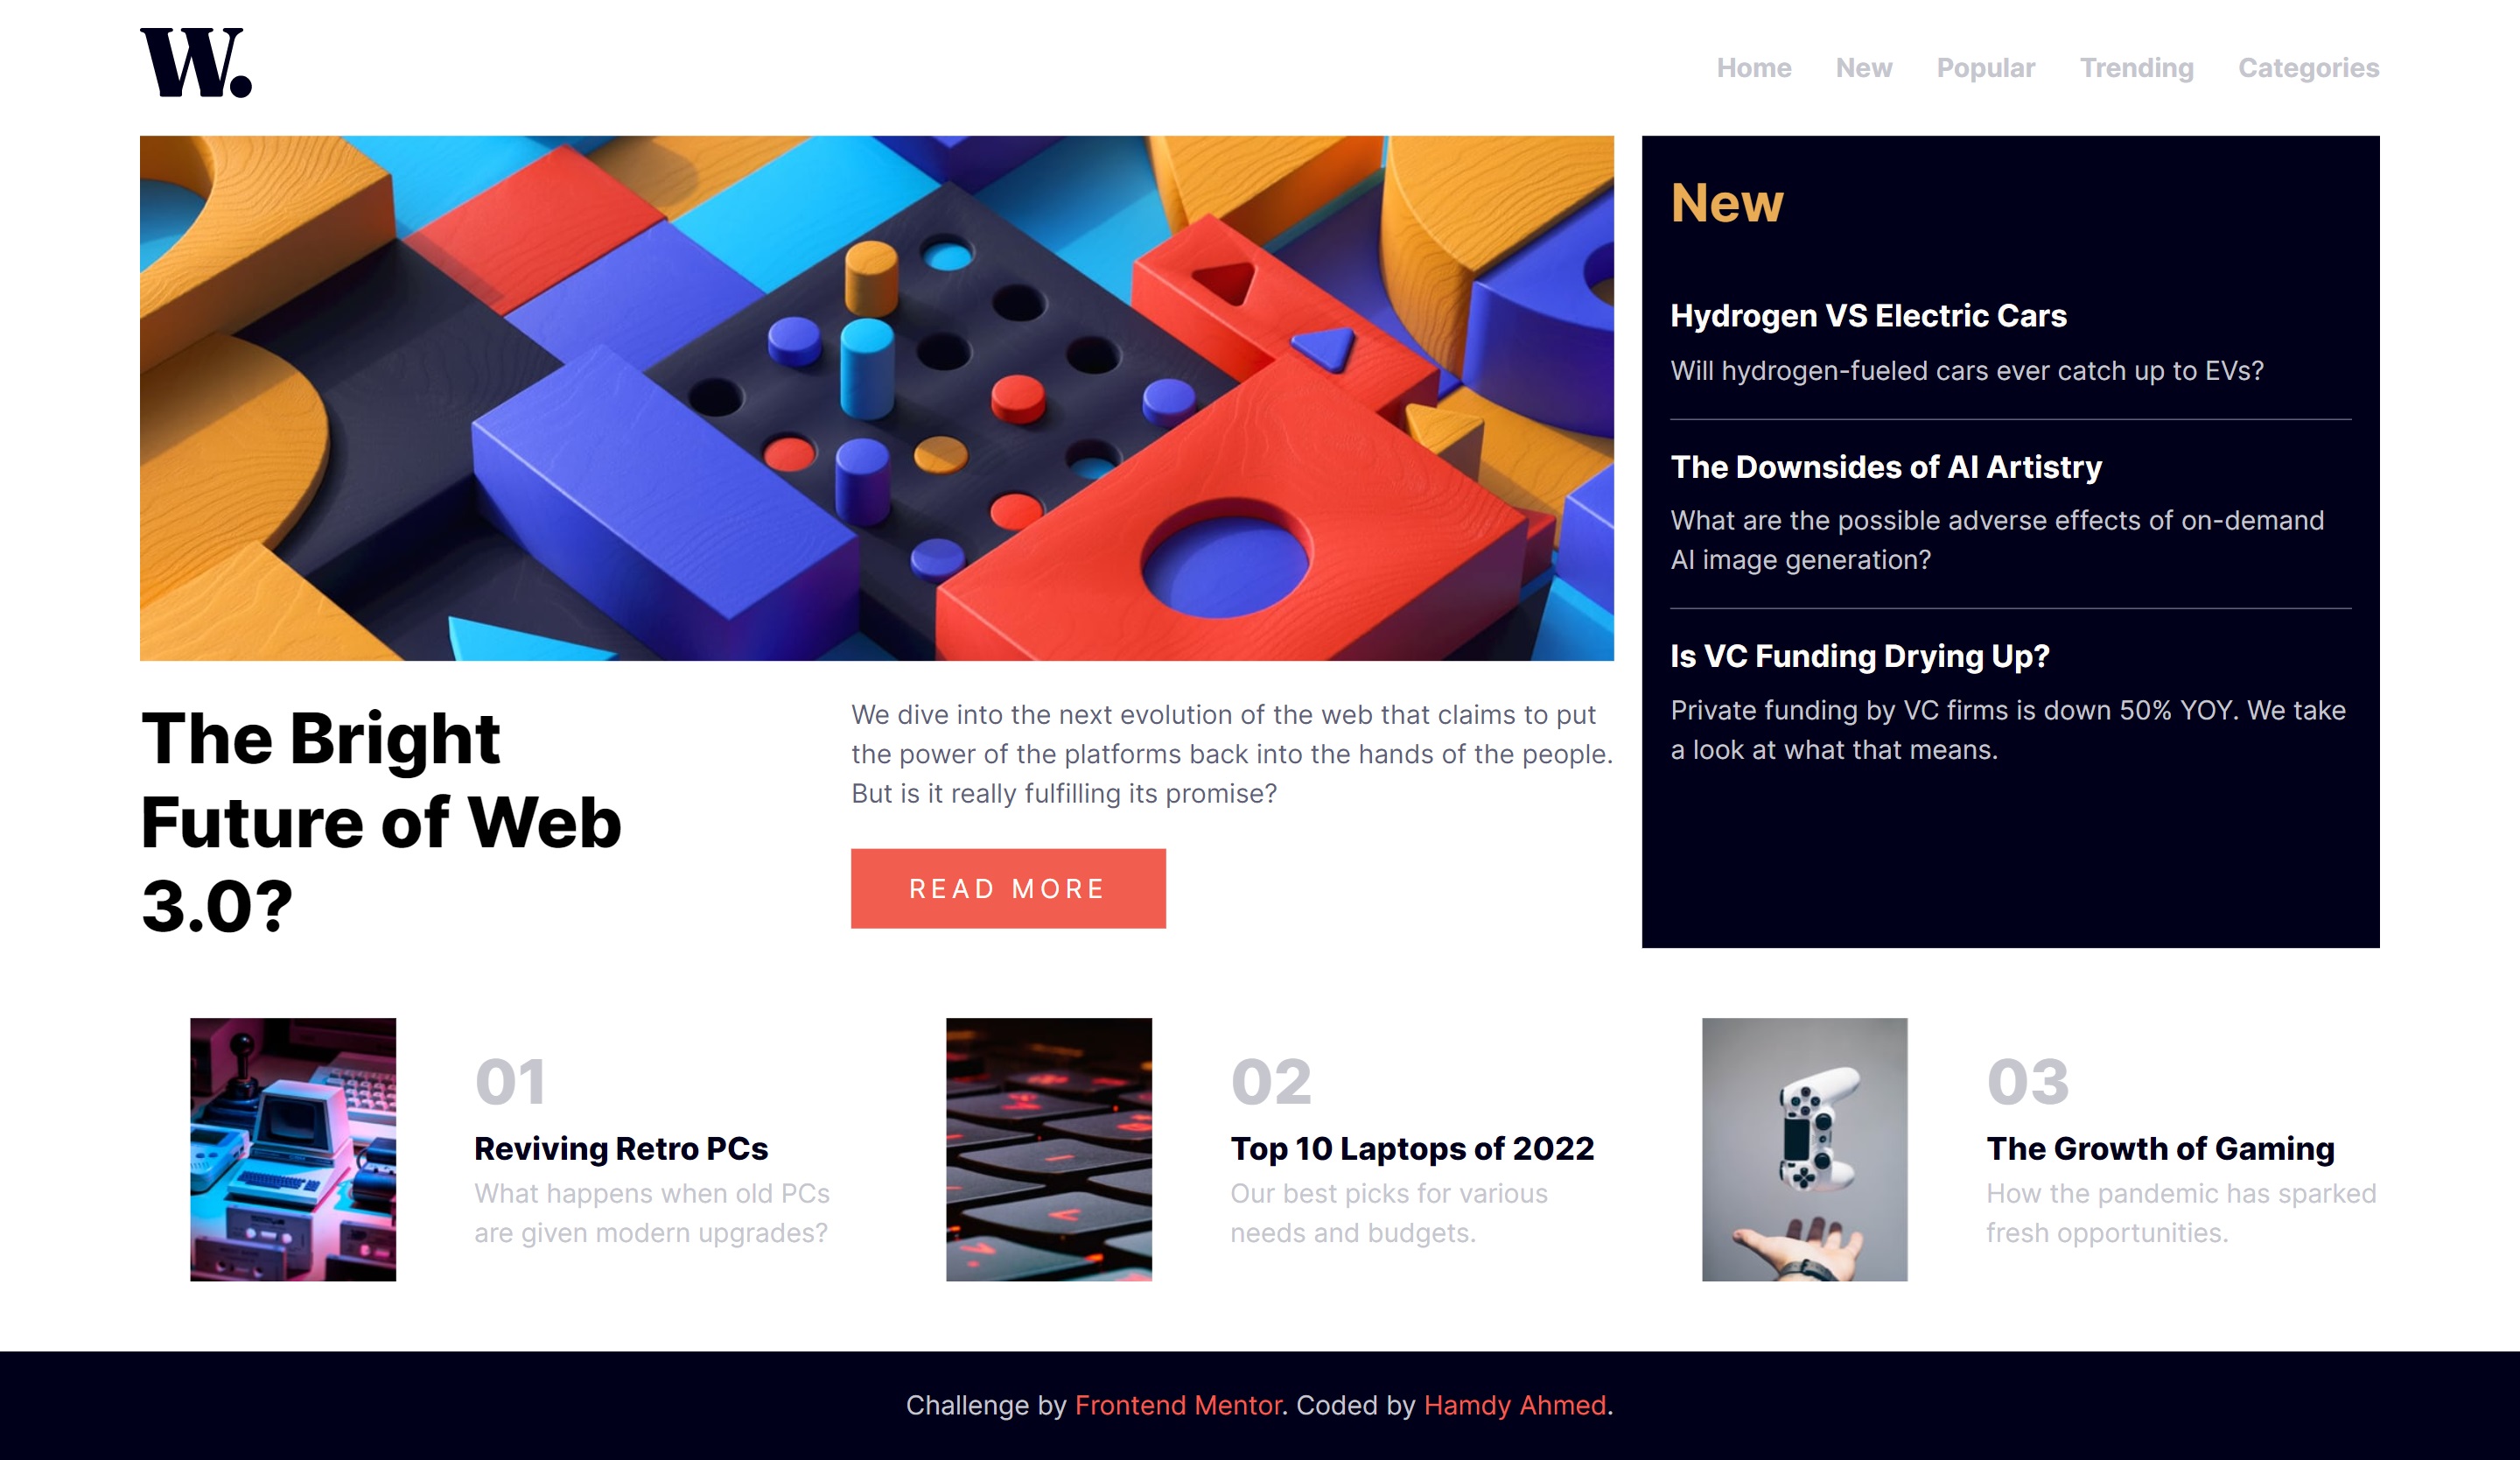 W.
Home New Popular Trending Categories
New
Hydrogen VS Electric Cars
Will hydrogen-fueled cars ever catch up to EVs?
The Downsides of AI Artistry
What are the possible adverse effects of on-demand
AI image generation?
Is VC Funding Drying Up?
Private funding by VC firms is down 50% YOY. We take
a look at what that means.
The Bright
Future of Web
3.0?
We dive into the next evolution of the web that claims to put
the power of the platforms back into the hands of the people.
But is it really fulfilling its promise?
READ MORE
01
Reviving Retro PCs
What happens when old PCs
are given modern upgrades?
02
Top 10 Laptops of 2022
Our best picks for various
needs and budgets.
03
The Growth of Gaming
How the pandemic has sparked
fresh opportunities.
Challenge by Frontend Mentor. Coded by Hamdy Ahmed.